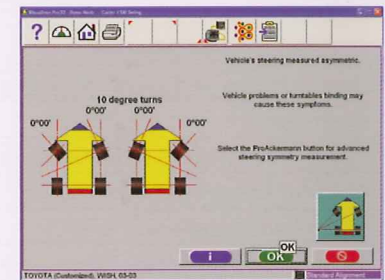 Vehicle's steering measured asymmetric.
Vehicle problems or turntables binding may
cause these symptoms.
10 degree turns
0°00' 0°00'
0°00' 0°00'
Select the ProAckermann button for advanced
steering symmetry measurement.
i OK OK
TOYOTA (Customized), WISH, 03-03 Standard Alignment